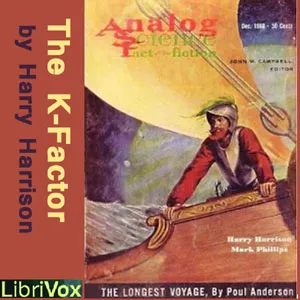 The K-Factor
by Harry Harrison
LibriVox
Analog
Science
Fact and Fiction
Dec. 1960 · 50 Cents
JOHN W. CAMPBELL,
EDITOR
Harry Harrison
Mark Phillips
THE LONGEST VOYAGE, By Poul Anderson